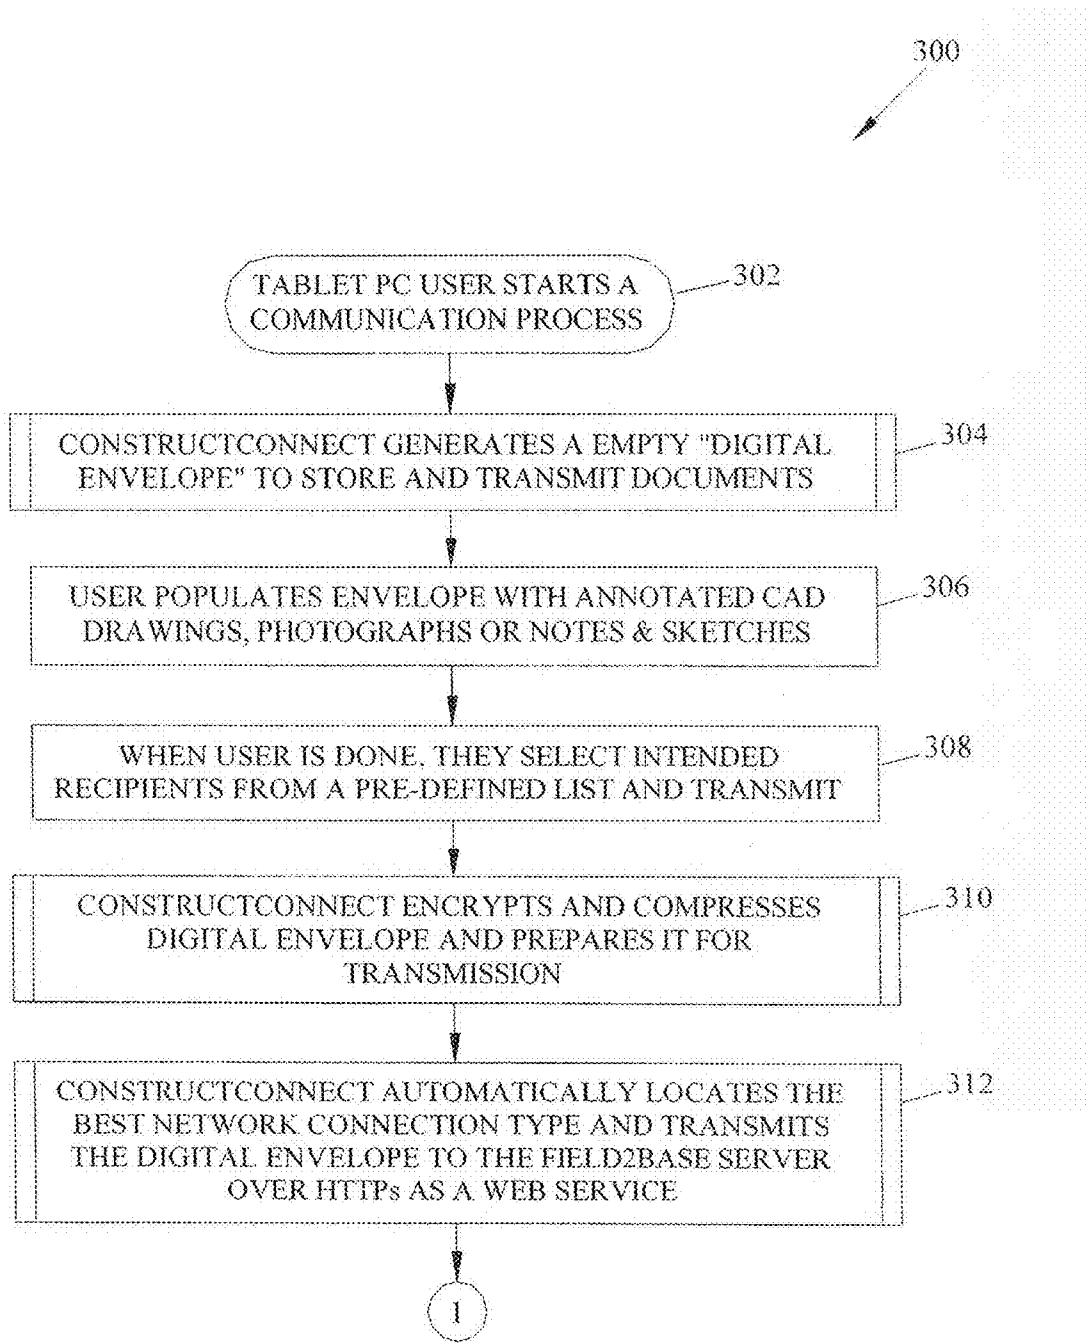 300
TABLET PC USER STARTS A
COMMUNICATION PROCESS
302
CONSTRUCTCONNECT GENERATES A EMPTY "DIGITAL
ENVELOPE" TO STORE AND TRANSMIT DOCUMENTS
304
USER POPULATES ENVELOPE WITH ANNOTATED CAD
DRAWINGS, PHOTOGRAPHS OR NOTES & SKETCHES
306
WHEN USER IS DONE, THEY SELECT INTENDED
RECIPIENTS FROM A PRE-DEFINED LIST AND TRANSMIT
308
CONSTRUCTCONNECT ENCRYPTS AND COMPRESSES
DIGITAL ENVELOPE AND PREPARES IT FOR
TRANSMISSION
310
CONSTRUCTCONNECT AUTOMATICALLY LOCATES THE
BEST NETWORK CONNECTION TYPE AND TRANSMITS
THE DIGITAL ENVELOPE TO THE FIELD2BASE SERVER
OVER HTTPs AS A WEB SERVICE
312
1